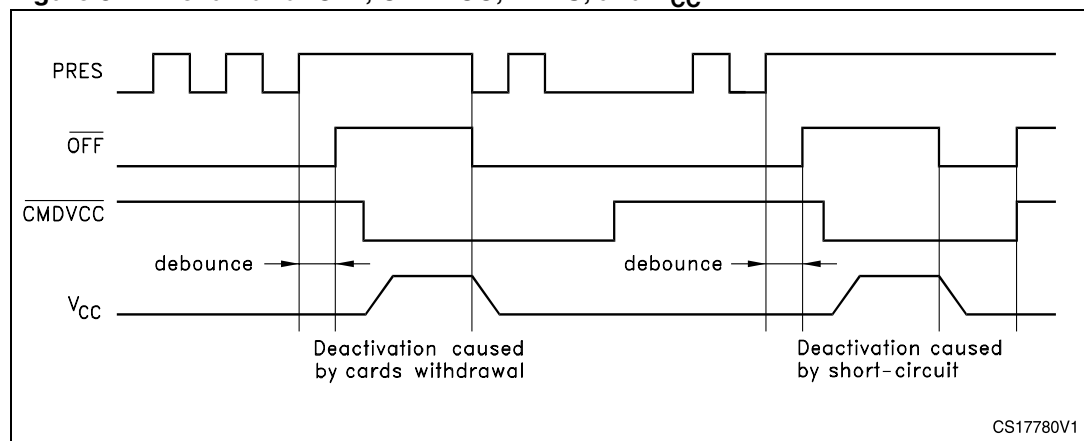 PRES
OFF
CMDVCC
debounce
debounce
VCC
Deactivation caused
by cards withdrawal
Deactivation caused
by short-circuit
CS17780V1